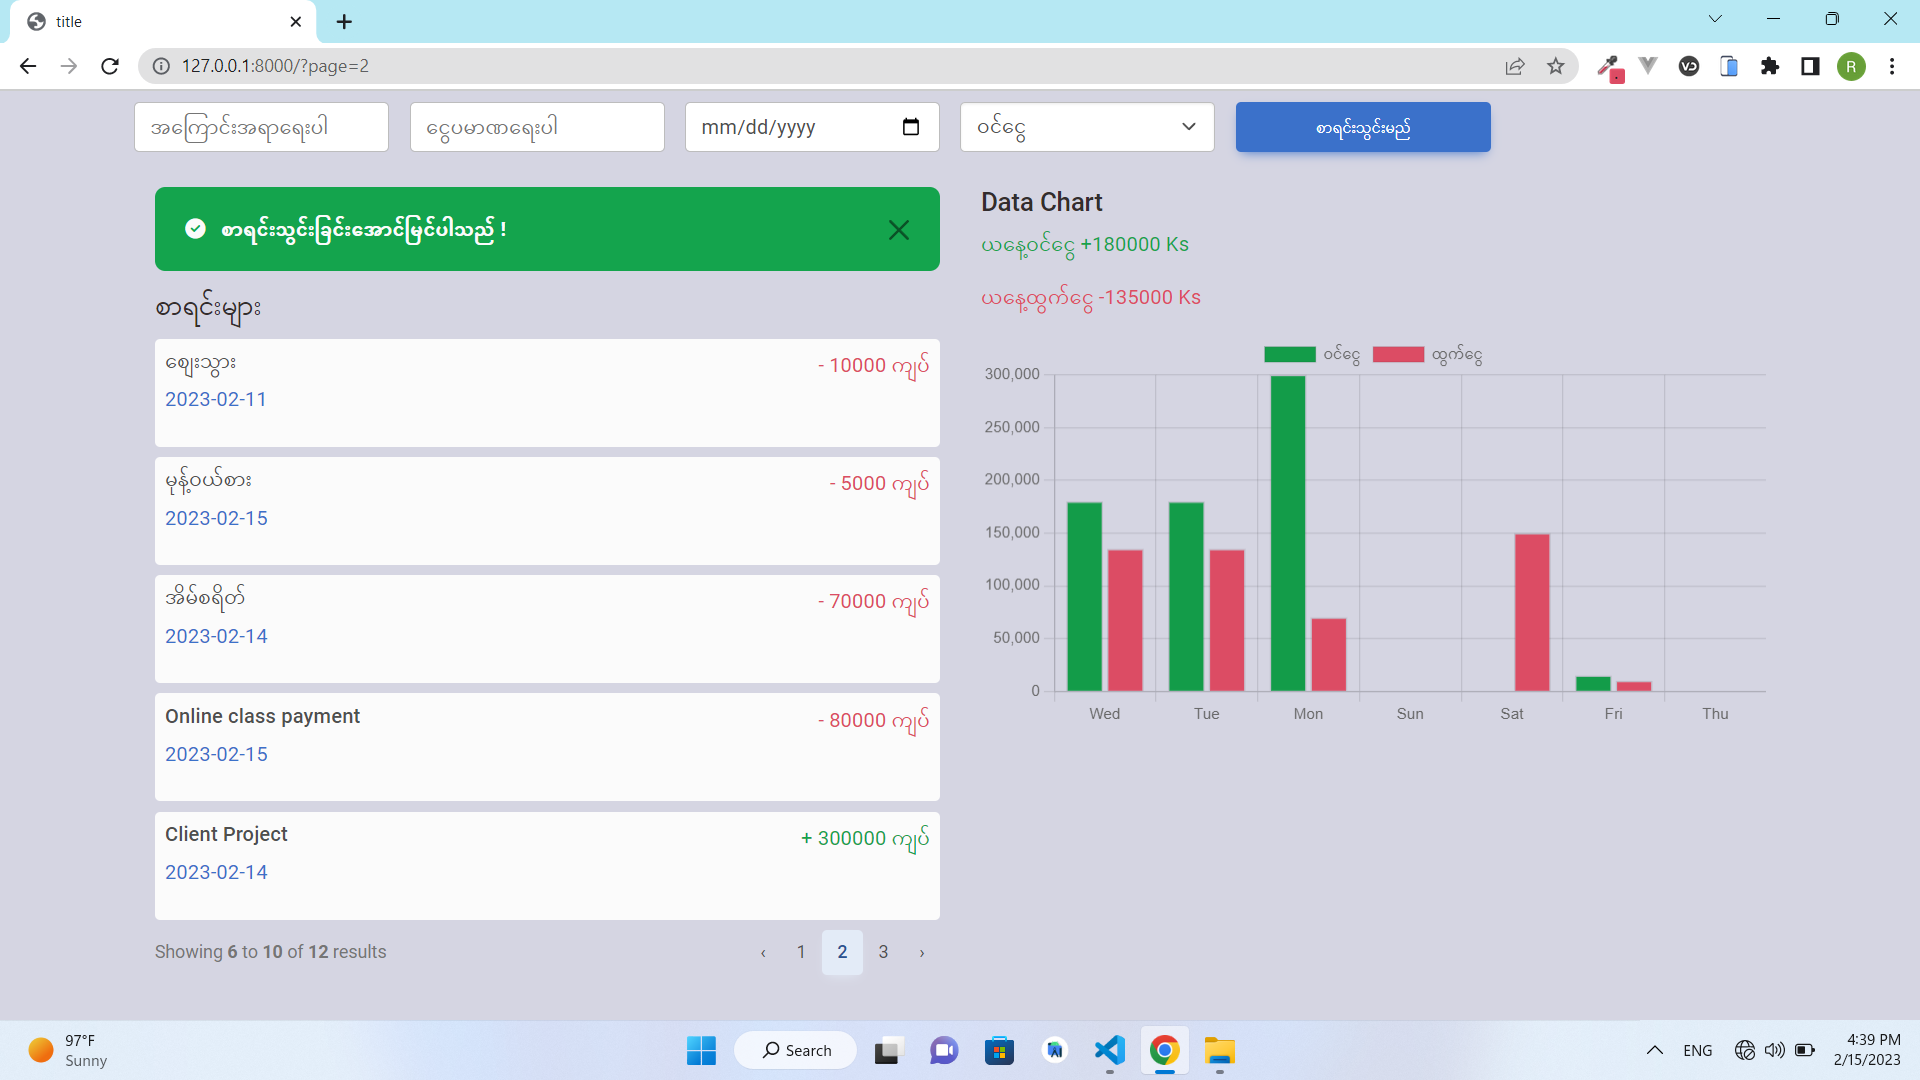 title
127.0.0.1:8000/?page=2
R
အကြောင်းအရာရေးပါ
ငွေပမာဏရေးပါ
mm/dd/yyyy
ဝင်ငွေ
စာရင်းသွင်းမည်
စာရင်းသွင်းခြင်းအောင်မြင်ပါသည် !
စာရင်းများ
ဈေးသွား
- 10000 ကျပ်
2023-02-11
မုန့်ဝယ်စား
- 5000 ကျပ်
2023-02-15
အိမ်စရိတ်
- 70000 ကျပ်
2023-02-14
Online class payment
- 80000 ကျပ်
2023-02-15
Client Project
+ 300000 ကျပ်
2023-02-14
Showing 6 to 10 of 12 results
‹ 1 2 3 ›
Data Chart
ယနေ့ဝင်ငွေ +180000 Ks
ယနေ့ထွက်ငွေ -135000 Ks
ဝင်ငွေ ထွက်ငွေ
300,000
250,000
200,000
150,000
100,000
50,000
0
Wed Tue Mon Sun Sat Fri Thu
97°F
Sunny
Search
ENG
4:39 PM
2/15/2023